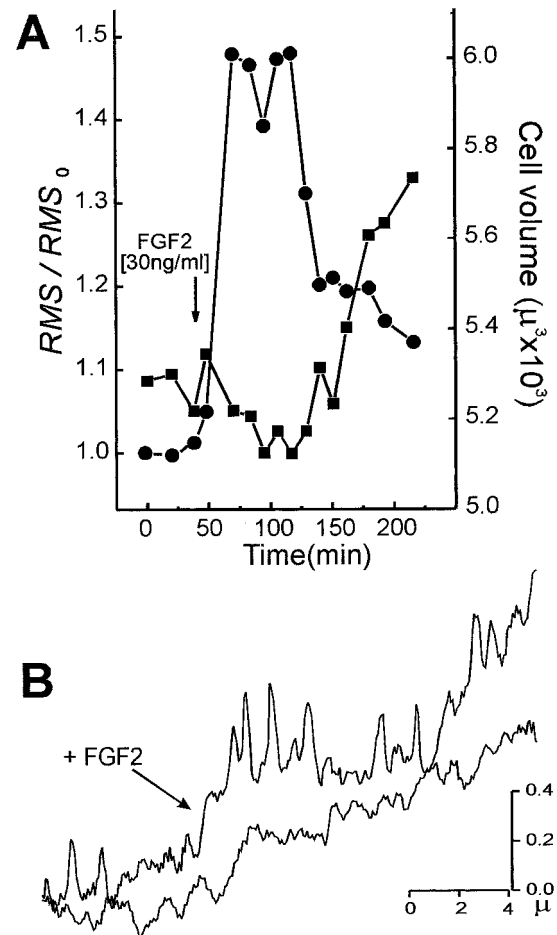 A
1.5
1.4
1.3
1.2
1.1
1.0
RMS / RMS 0
FGF2
[30ng/ml]
6.0
5.8
5.6
5.4
5.2
5.0
Cell volume (μ³x10³)
0 50 100 150 200
Time(min)
B
+ FGF2
0.4
0.2
0.0
0 2 4 μ